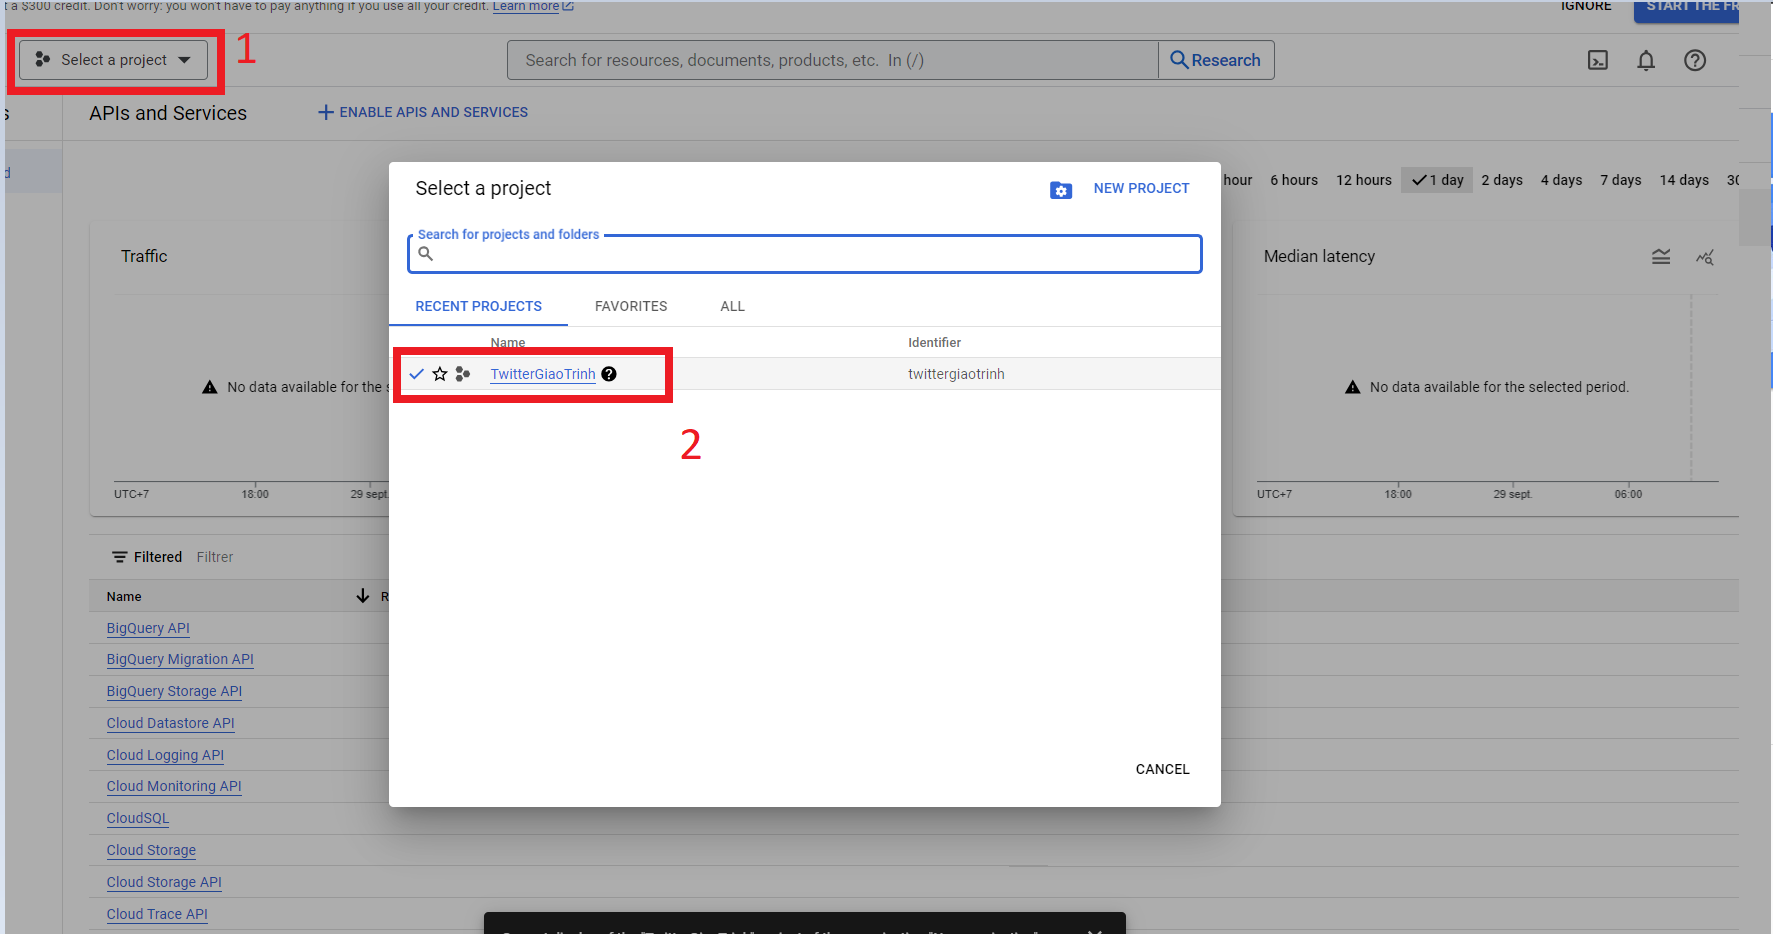 t a $300 credit. Don't worry: you won't have to pay anything if you use all your credit. Learn more
IGNORE
START THE FR
Select a project
1
Search for resources, documents, products, etc. In (/)
Research
APIs and Services
ENABLE APIS AND SERVICES
hour
6 hours
12 hours
1 day
2 days
4 days
7 days
14 days
30
Select a project
NEW PROJECT
Search for projects and folders
RECENT PROJECTS
FAVORITES
ALL
Name
Identifier
TwitterGiaoTrinh
twittergiaotrinh
2
CANCEL
Traffic
No data available for the s
UTC+7
18:00
29 sept.
Median latency
No data available for the selected period.
UTC+7
18:00
29 sept.
06:00
Filtered
Filtrer
Name
R
BigQuery API
BigQuery Migration API
BigQuery Storage API
Cloud Datastore API
Cloud Logging API
Cloud Monitoring API
CloudSQL
Cloud Storage
Cloud Storage API
Cloud Trace API